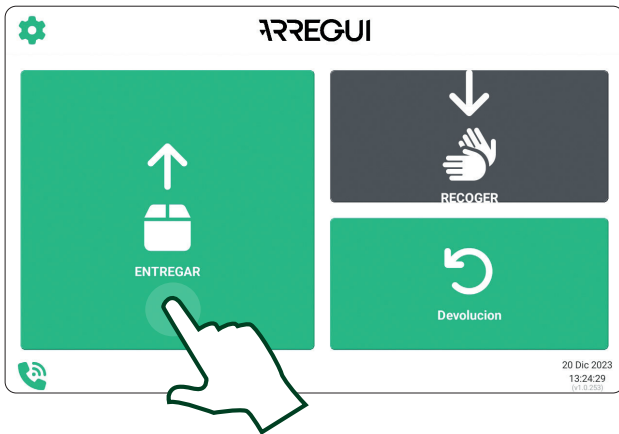 ARREGUI
ENTREGAR
RECOGER
Devolucion
20 Dic 2023
13:24:29
(v1.0.253)